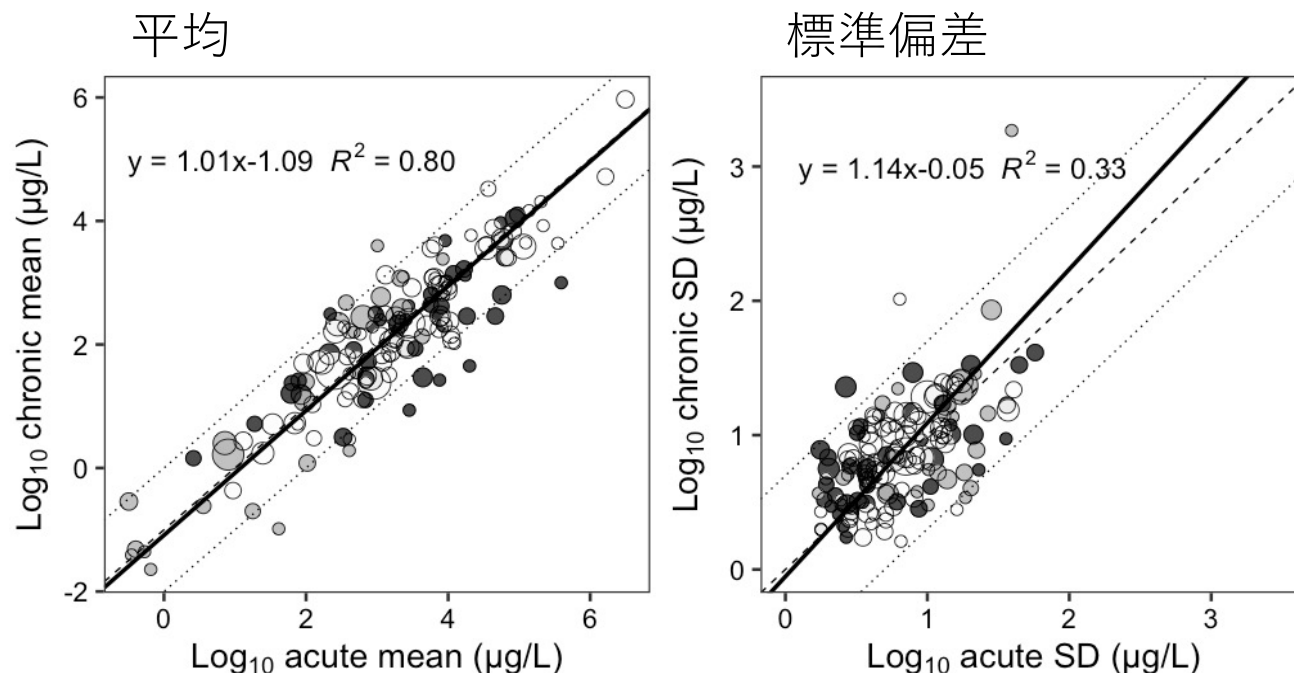 平均
標準偏差
Log10 chronic mean (µg/L)
6
4
2
0
-2
y = 1.01x-1.09 R² = 0.80
0 2 4 6
Log10 acute mean (µg/L)
Log10 chronic SD (µg/L)
3
2
1
0
y = 1.14x-0.05 R² = 0.33
0 1 2 3
Log10 acute SD (µg/L)